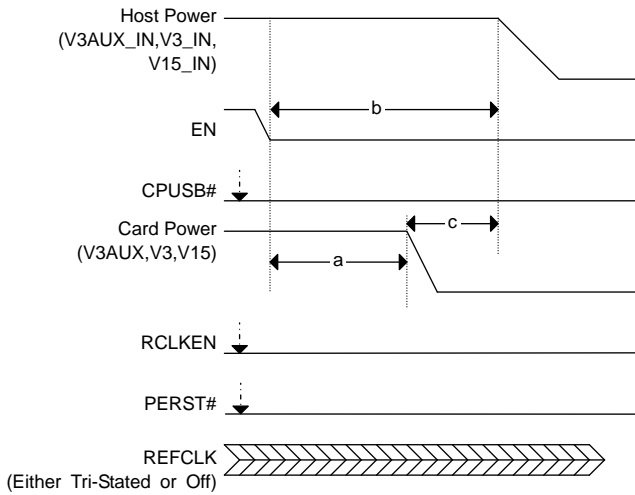 Host Power
(V3AUX_IN,V3_IN,
V15_IN)
b
EN
CPUSB#
Card Power
(V3AUX,V3,V15)
c
a
RCLKEN
PERST#
REFCLK
(Either Tri-Stated or Off)